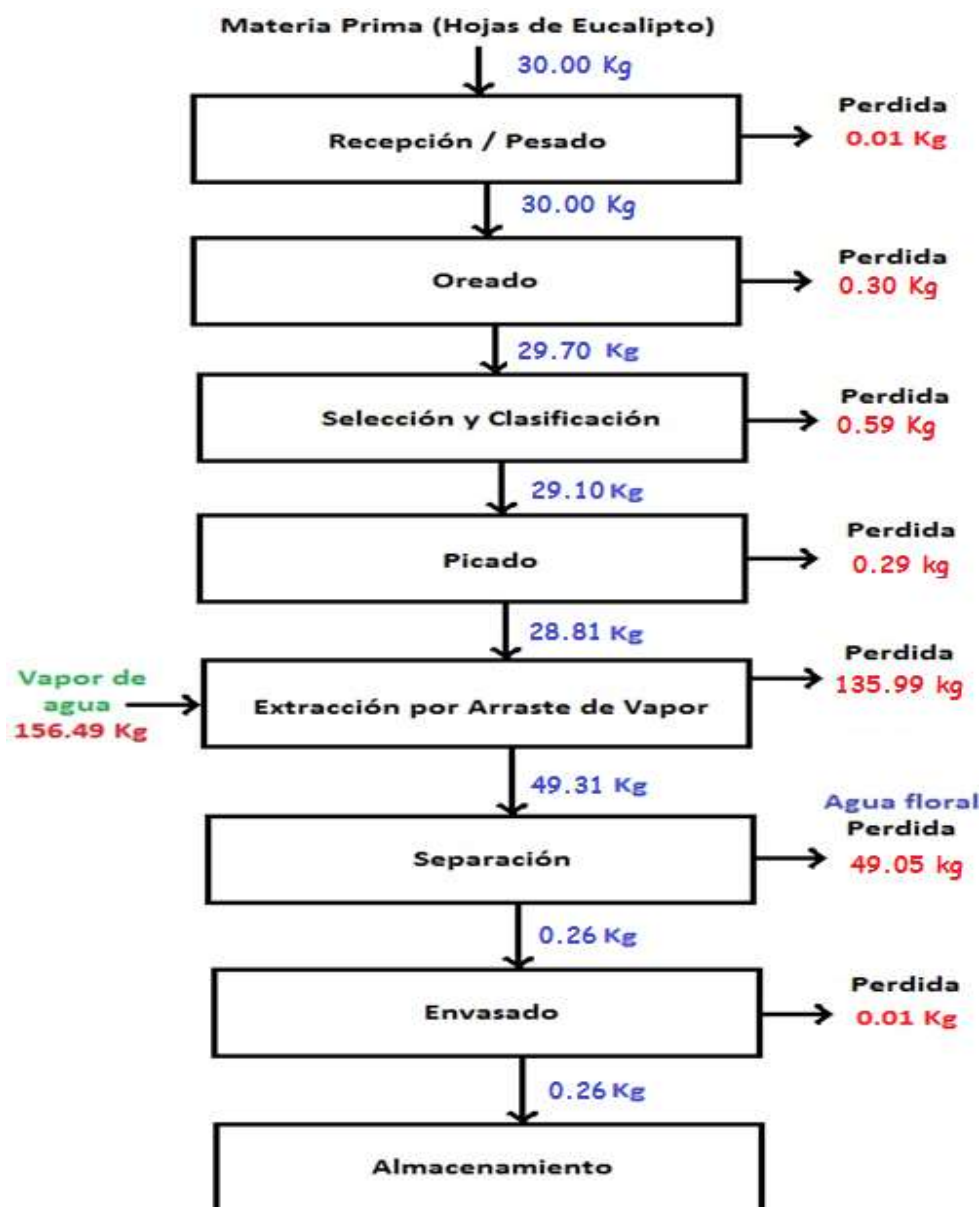 Materia Prima (Hojas de Eucalipto)
30.00 Kg
Recepción / Pesado
Perdida
0.01 Kg
30.00 Kg
Oreado
Perdida
0.30 Kg
29.70 Kg
Selección y Clasificación
Perdida
0.59 Kg
29.10 Kg
Picado
Perdida
0.29 kg
28.81 Kg
Vapor de
agua
156.49 Kg
Extracción por Arraste de Vapor
Perdida
135.99 kg
49.31 Kg
Separación
Agua floral
Perdida
49.05 kg
0.26 Kg
Envasado
Perdida
0.01 Kg
0.26 Kg
Almacenamiento